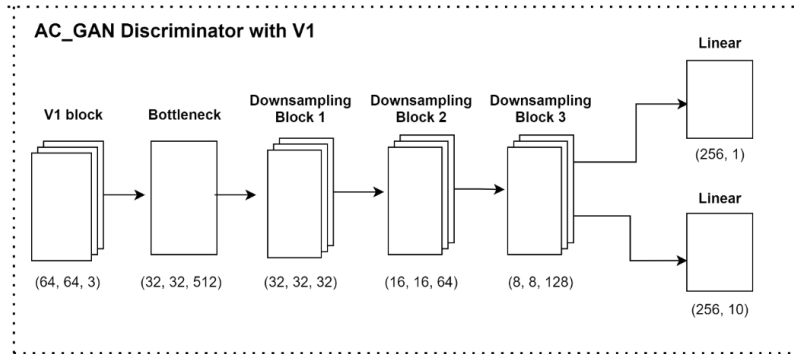 AC_GAN Discriminator with V1
V1 block
(64, 64, 3)
Bottleneck
(32, 32, 512)
Downsampling
Block 1
(32, 32, 32)
Downsampling
Block 2
(16, 16, 64)
Downsampling
Block 3
(8, 8, 128)
Linear
(256, 1)
Linear
(256, 10)